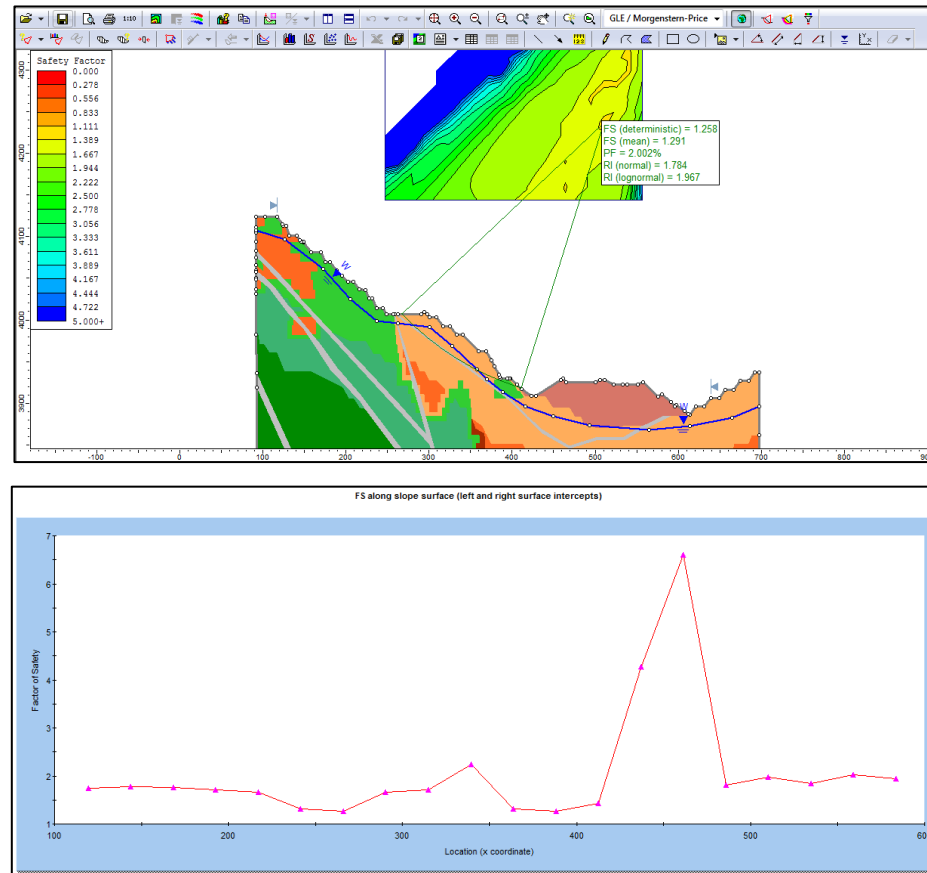 1:10
GLE / Morgenstern-Price
Safety Factor
0.000
0.278
0.556
0.833
1.111
1.389
1.667
1.944
2.222
2.500
2.778
3.056
3.333
3.611
3.889
4.167
4.444
4.722
5.000+
4300
4200
4100
4000
3900
FS (deterministic) = 1.258
FS (mean) = 1.291
PF = 2.002%
RI (normal) = 1.784
RI (lognormal) = 1.967
W
W
-100 0 100 200 300 400 500 600 700 800 900
FS along slope surface (left and right surface intercepts)
Factor of Safety
7
6
5
4
3
2
1
100 200 300 400 500 60
Location (x coordinate)